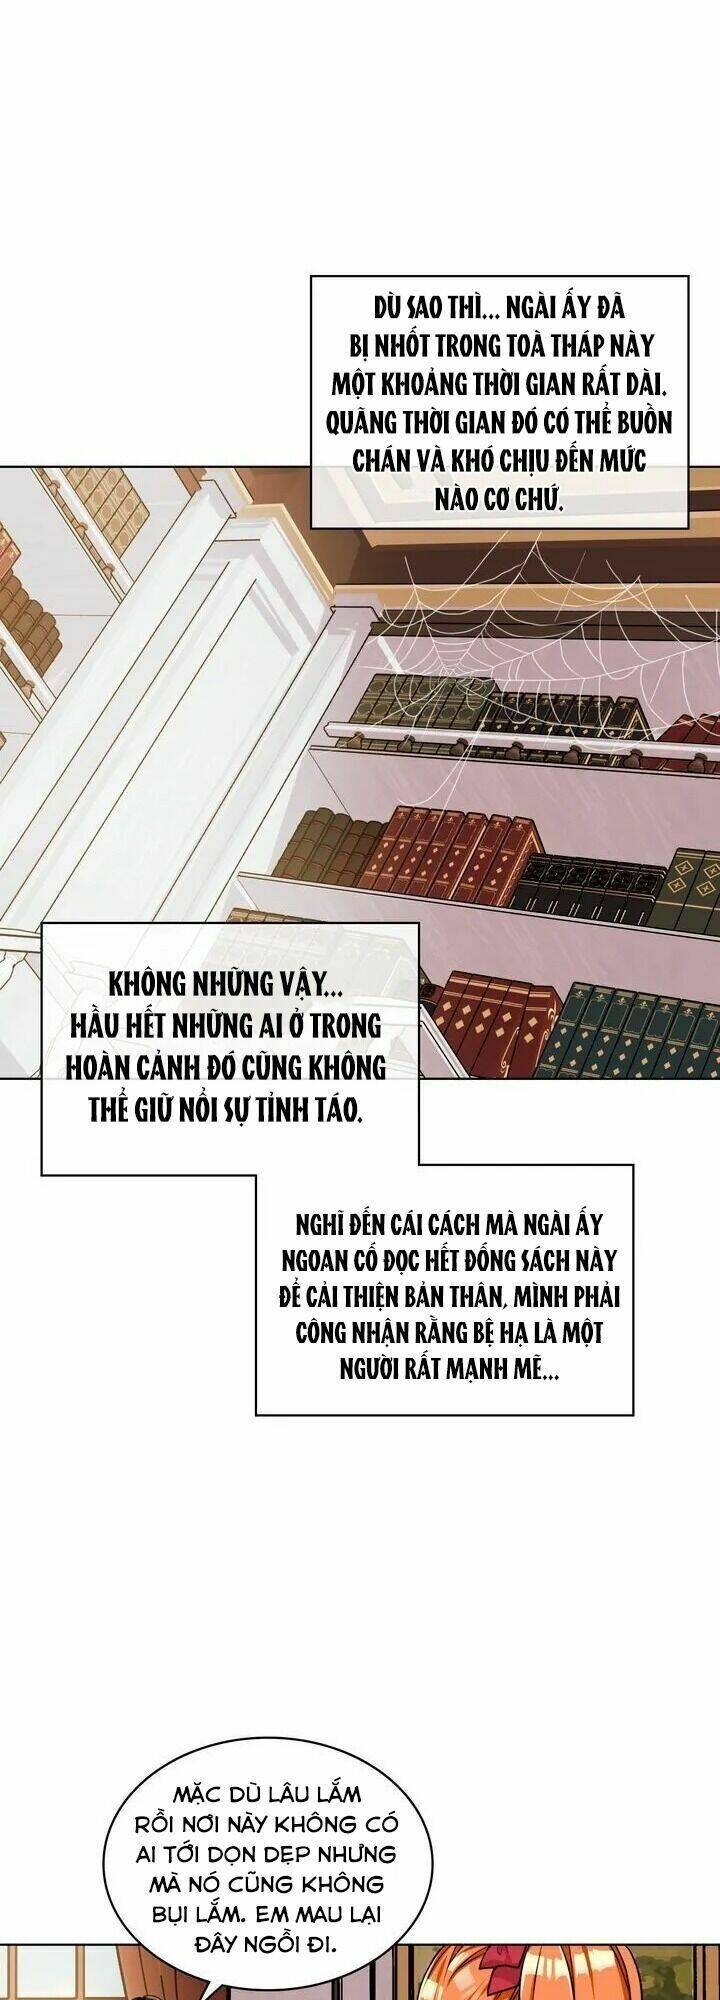 DÙ SAO THÌ... NGÀI ẤY ĐÃ
BỊ NHỐT TRONG TOÀ THÁP NÀY
MỘT KHOẢNG THỜI GIAN RẤT DÀI.
QUÃNG THỜI GIAN ĐÓ CÓ THỂ BUỒN
CHÁN VÀ KHÓ CHỊU ĐẾN MỨC
NÀO CƠ CHỨ.
KHÔNG NHỮNG VẬY...
HẦU HẾT NHỮNG AI Ở TRONG
HOÀN CẢNH ĐÓ CŨNG KHÔNG
THỂ GIỮ NỔI SỰ TỈNH TÁO.
NGHĨ ĐẾN CÁI CÁCH MÀ NGÀI ẤY
NGOAN CỐ ĐỌC HẾT ĐỐNG SÁCH NÀY
ĐỂ CẢI THIỆN BẢN THÂN, MÌNH PHẢI
CÔNG NHẬN RẰNG BỆ HẠ LÀ MỘT
NGƯỜI RẤT MẠNH MẼ...
MẶC DÙ LÂU LẮM
RỒI NƠI NÀY KHÔNG CÓ
AI TỚI DỌN DẸP NHƯNG
MÀ NÓ CŨNG KHÔNG
BỤI LẮM. EM MAU LẠI
ĐÂY NGỒI ĐI.